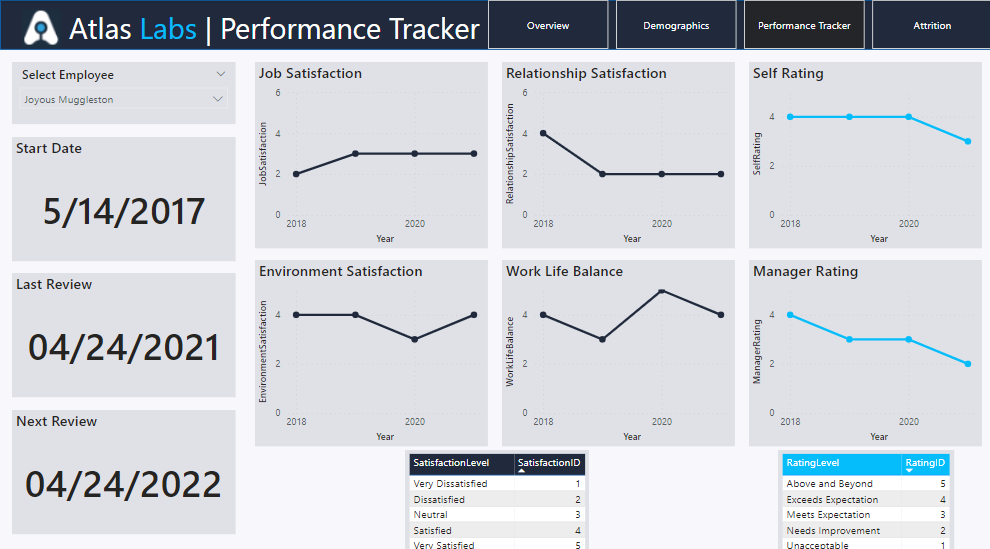 Atlas Labs | Performance Tracker
Overview
Demographics
Performance Tracker
Attrition
Select Employee
Joyous Muggleston
Start Date
5/14/2017
Last Review
04/24/2021
Next Review
04/24/2022
Job Satisfaction
JobSatisfaction
6
4
2
0
2018
2020
Year
Relationship Satisfaction
RelationshipSatisfaction
6
4
2
0
2018
2020
Year
Self Rating
SelfRating
4
2
0
2018
2020
Year
Environment Satisfaction
EnvironmentSatisfaction
4
2
0
2018
2020
Year
Work Life Balance
WorkLifeBalance
4
2
0
2018
2020
Year
Manager Rating
ManagerRating
4
2
0
2018
2020
Year
SatisfactionLevel SatisfactionID
Very Dissatisfied 1
Dissatisfied 2
Neutral 3
Satisfied 4
Very Satisfied 5
RatingLevel RatingID
Above and Beyond 5
Exceeds Expectation 4
Meets Expectation 3
Needs Improvement 2
Unacceptable 1